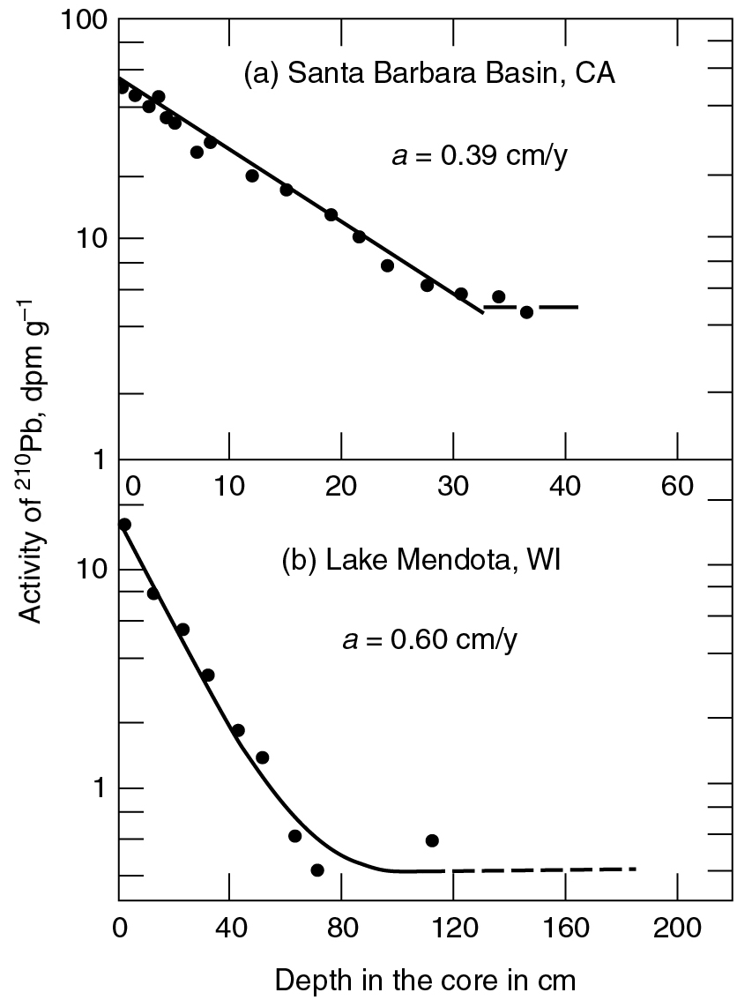 100
(a) Santa Barbara Basin, CA
a = 0.39 cm/y
10
1
0 10 20 30 40 60
Activity of ²¹⁰Pb, dpm g⁻¹
(b) Lake Mendota, WI
10
a = 0.60 cm/y
1
0 40 80 120 160 200
Depth in the core in cm